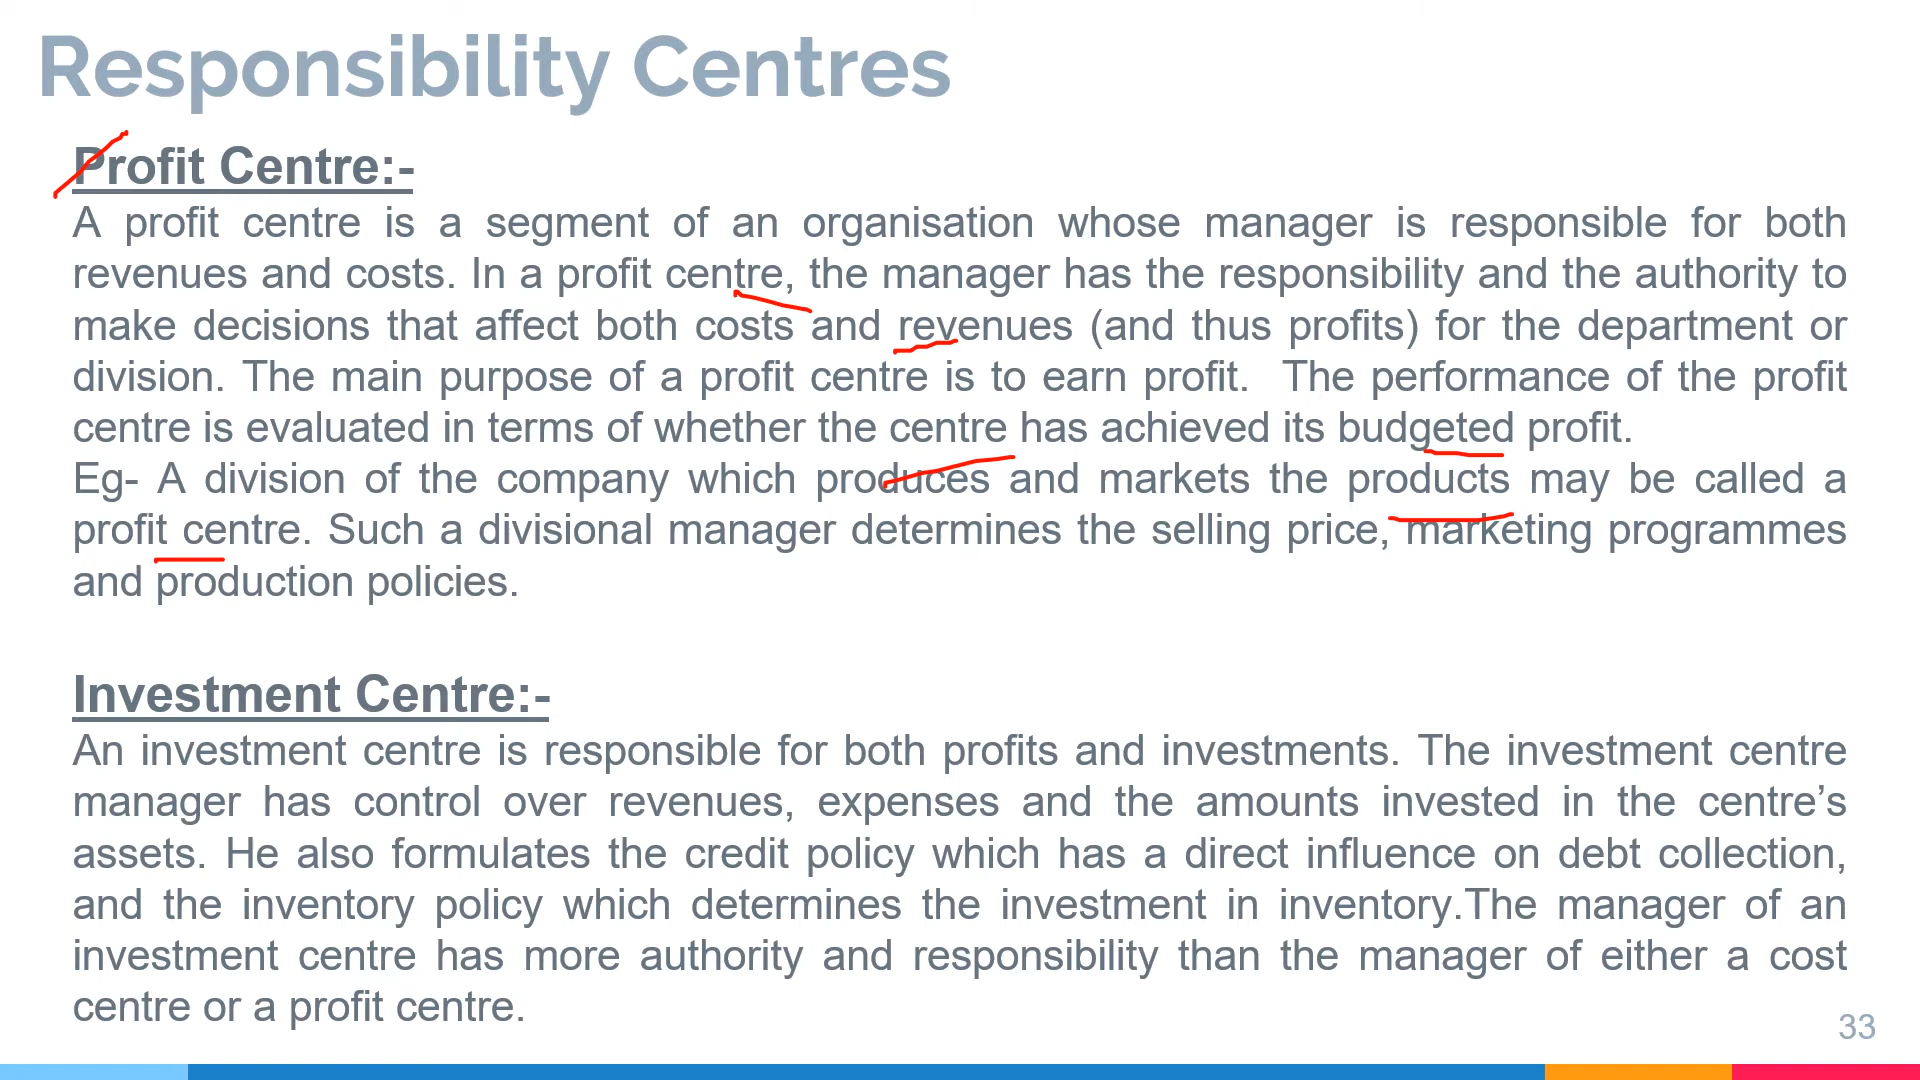 Responsibility Centres
Profit Centre:-
A profit centre is a segment of an organisation whose manager is responsible for both
revenues and costs. In a profit centre, the manager has the responsibility and the authority to
make decisions that affect both costs and revenues (and thus profits) for the department or
division. The main purpose of a profit centre is to earn profit. The performance of the profit
centre is evaluated in terms of whether the centre has achieved its budgeted profit.
Eg- A division of the company which produces and markets the products may be called a
profit centre. Such a divisional manager determines the selling price, marketing programmes
and production policies.
Investment Centre:-
An investment centre is responsible for both profits and investments. The investment centre
manager has control over revenues, expenses and the amounts invested in the centre’s
assets. He also formulates the credit policy which has a direct influence on debt collection,
and the inventory policy which determines the investment in inventory.The manager of an
investment centre has more authority and responsibility than the manager of either a cost
centre or a profit centre.
33